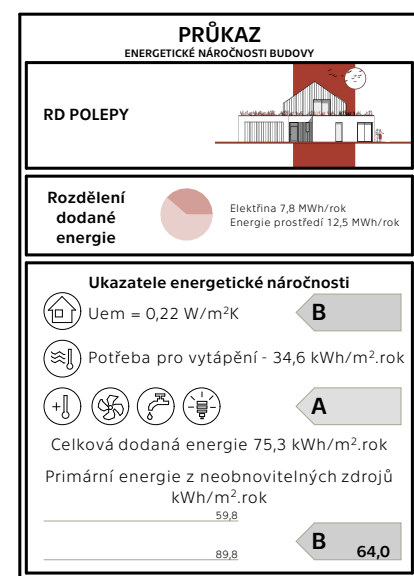 PRŮKAZ
ENERGETICKÉ NÁROČNOSTI BUDOVY
RD POLEPY
Rozdělení
dodané
energie
Elektřina 7,8 MWh/rok
Energie prostředí 12,5 MWh/rok
Ukazatele energetické náročnosti
Uem = 0,22 W/m²K
B
Potřeba pro vytápění - 34,6 kWh/m².rok
A
Celková dodaná energie 75,3 kWh/m².rok
Primární energie z neobnovitelných zdrojů
kWh/m².rok
59,8
B 64,0
89,8